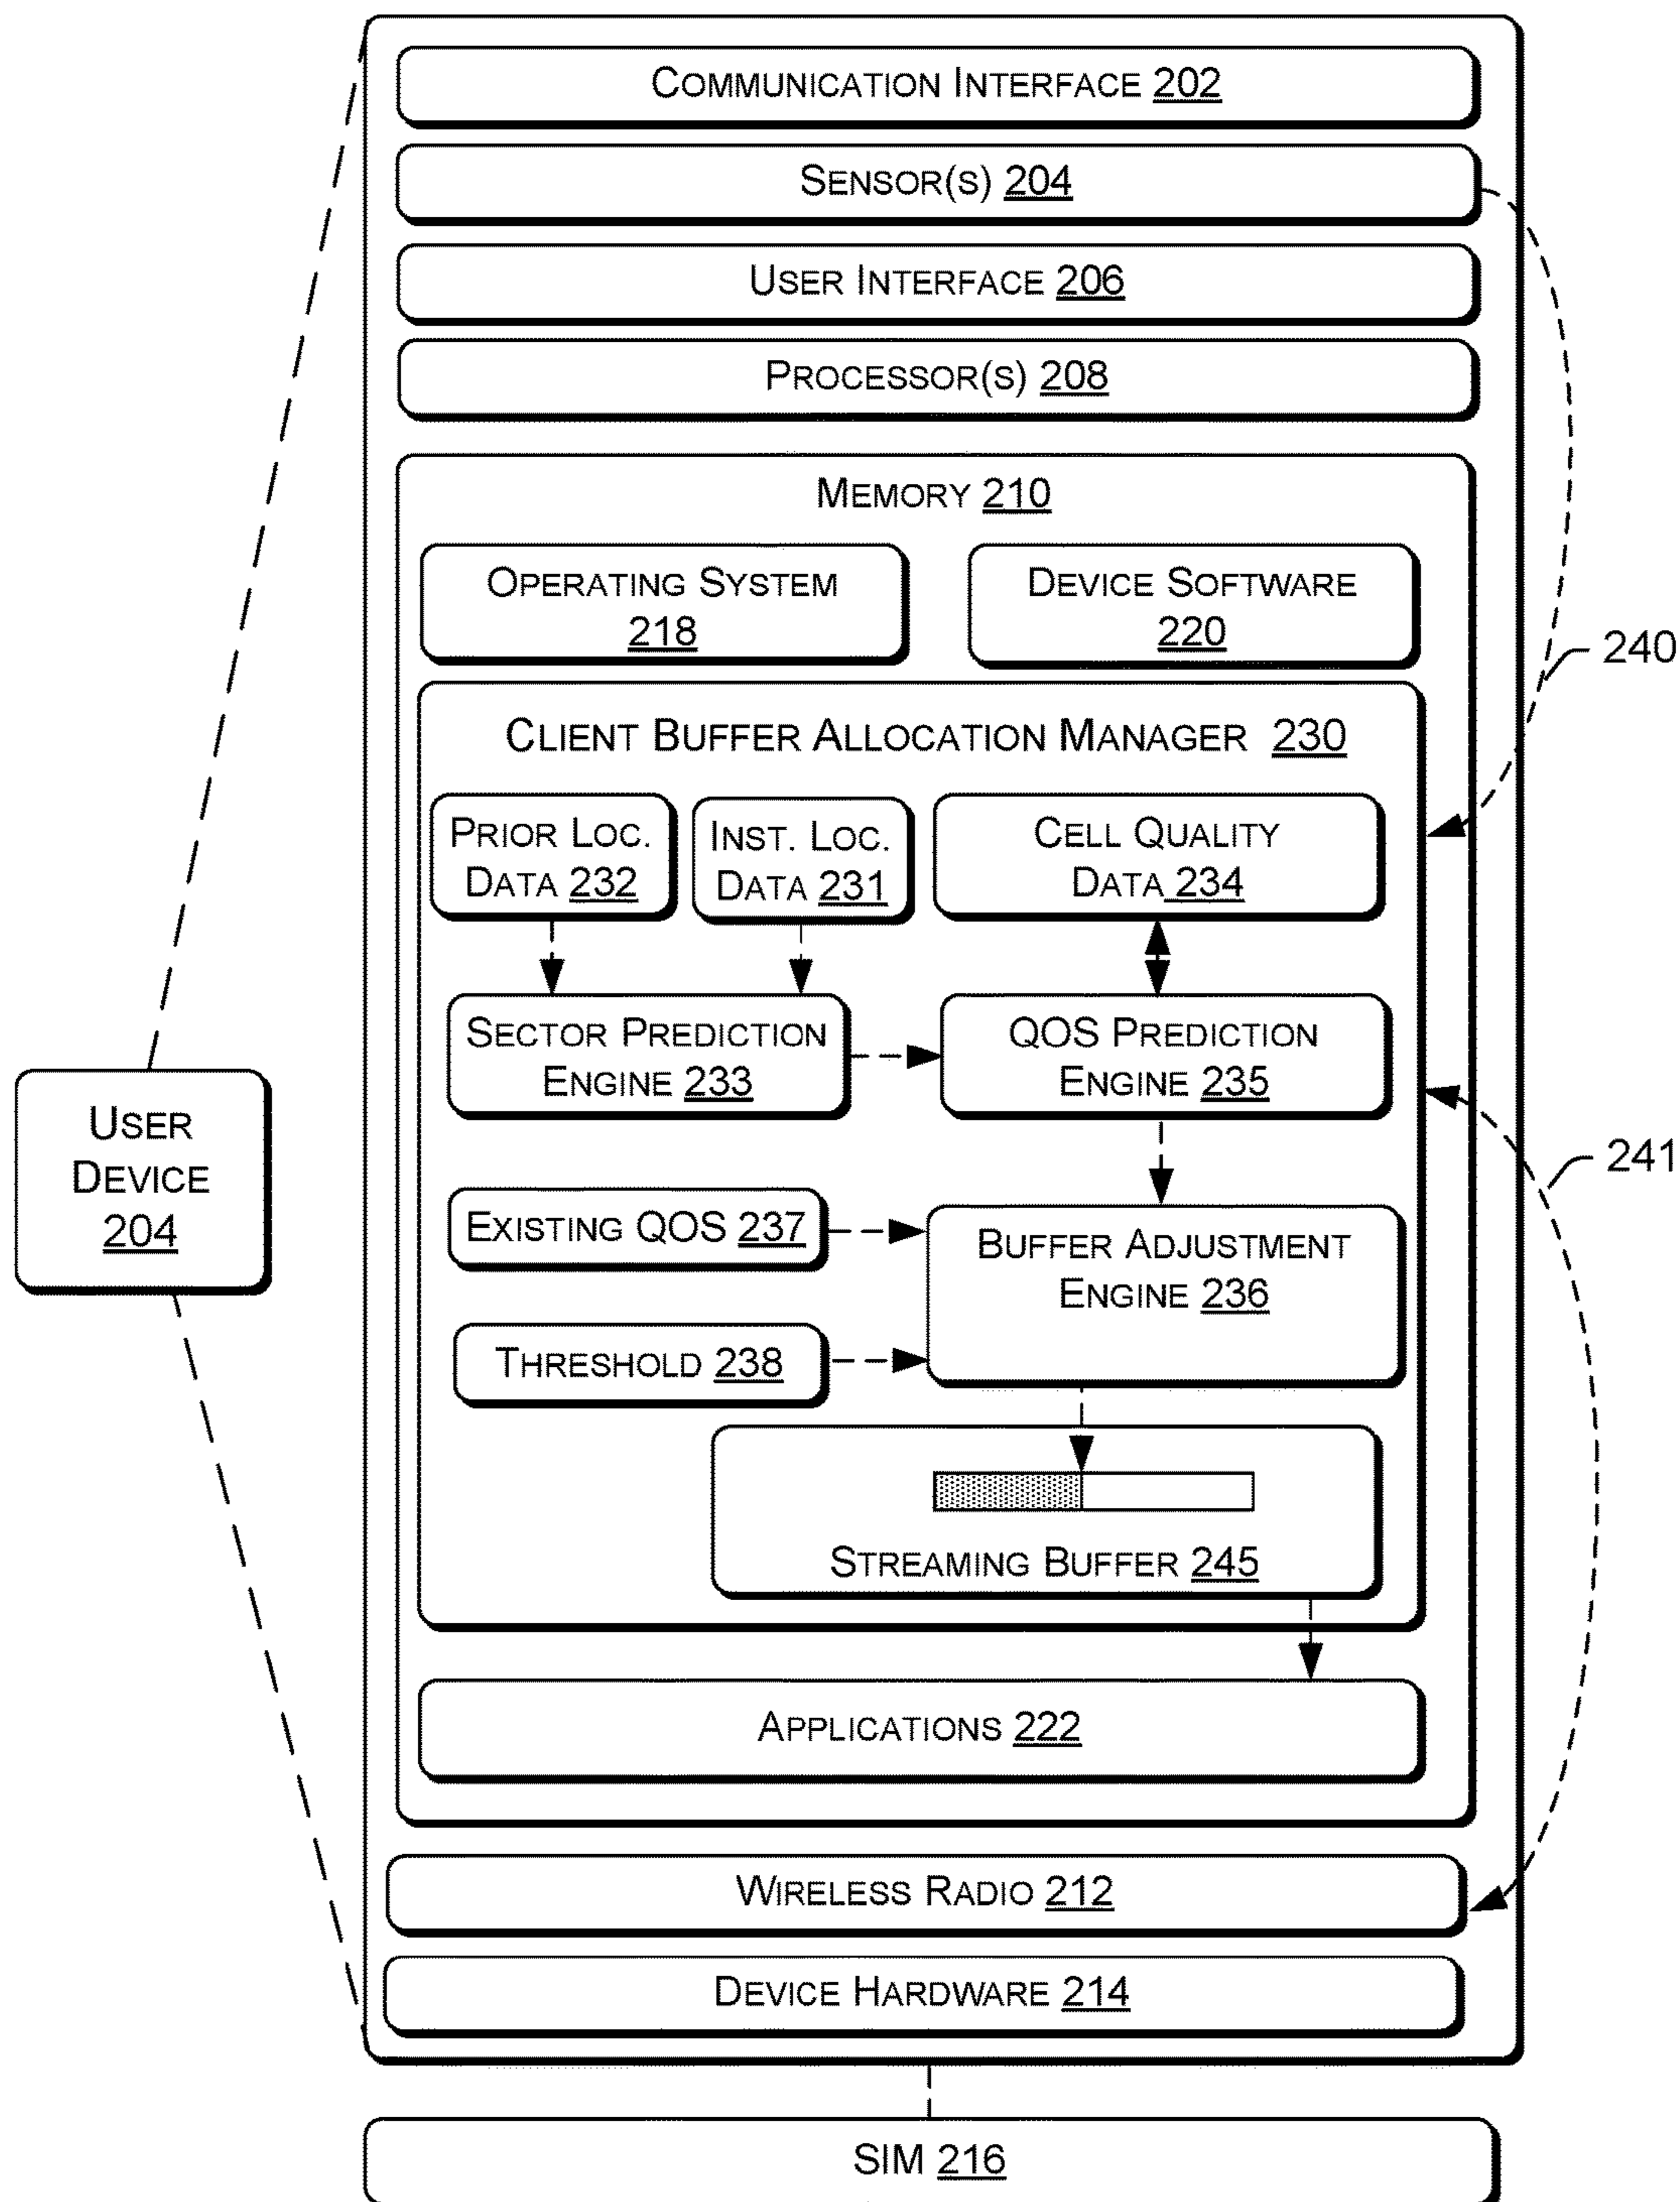 COMMUNICATION INTERFACE 202
SENSOR(S) 204
USER INTERFACE 206
PROCESSOR(S) 208
MEMORY 210
OPERATING SYSTEM
218
DEVICE SOFTWARE
220
240
CLIENT BUFFER ALLOCATION MANAGER 230
PRIOR LOC.
DATA 232
INST. LOC.
DATA 231
CELL QUALITY
DATA 234
SECTOR PREDICTION
ENGINE 233
QOS PREDICTION
ENGINE 235
USER
DEVICE
204
241
EXISTING QOS 237
BUFFER ADJUSTMENT
ENGINE 236
THRESHOLD 238
STREAMING BUFFER 245
APPLICATIONS 222
WIRELESS RADIO 212
DEVICE HARDWARE 214
SIM 216